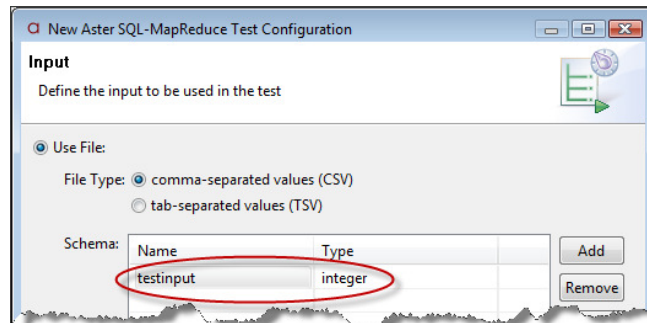 New Aster SQL-MapReduce Test Configuration
Input
Define the input to be used in the test
Use File:
File Type: comma-separated values (CSV)
tab-separated values (TSV)
Schema: Name Type Add
testinput integer Remove